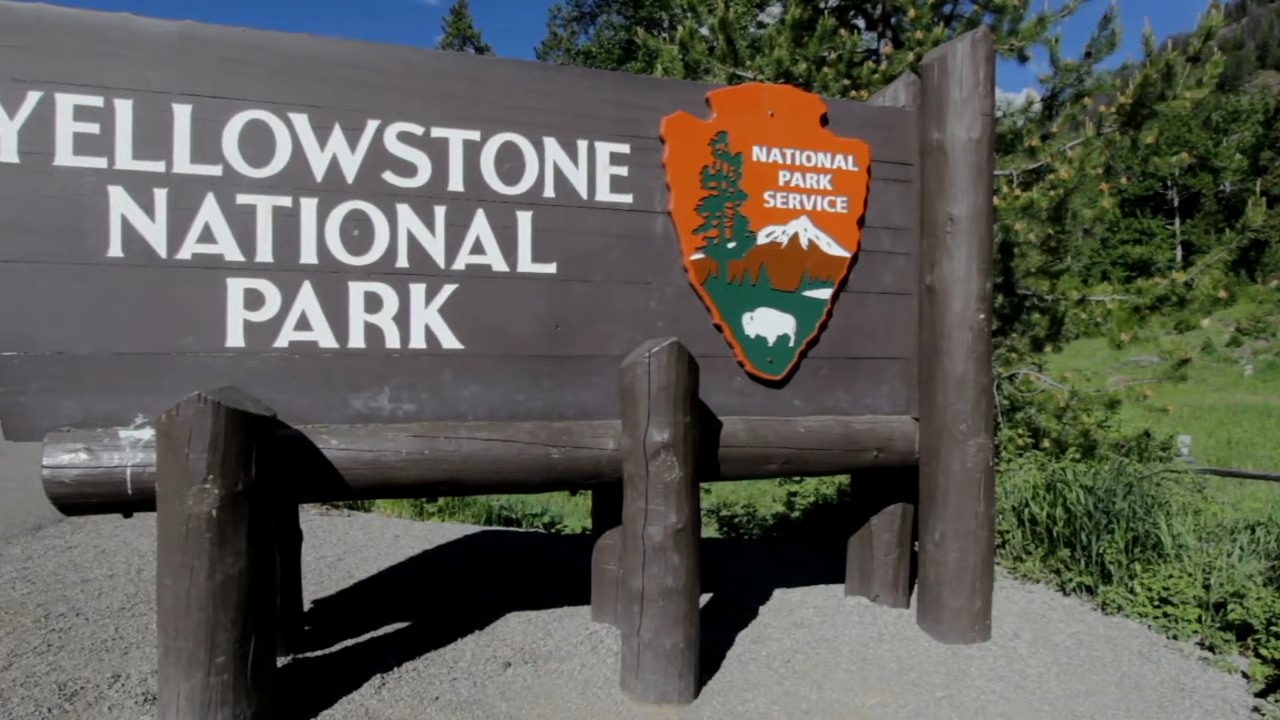 YELLOWSTONE
NATIONAL
PARK
NATIONAL
PARK
SERVICE